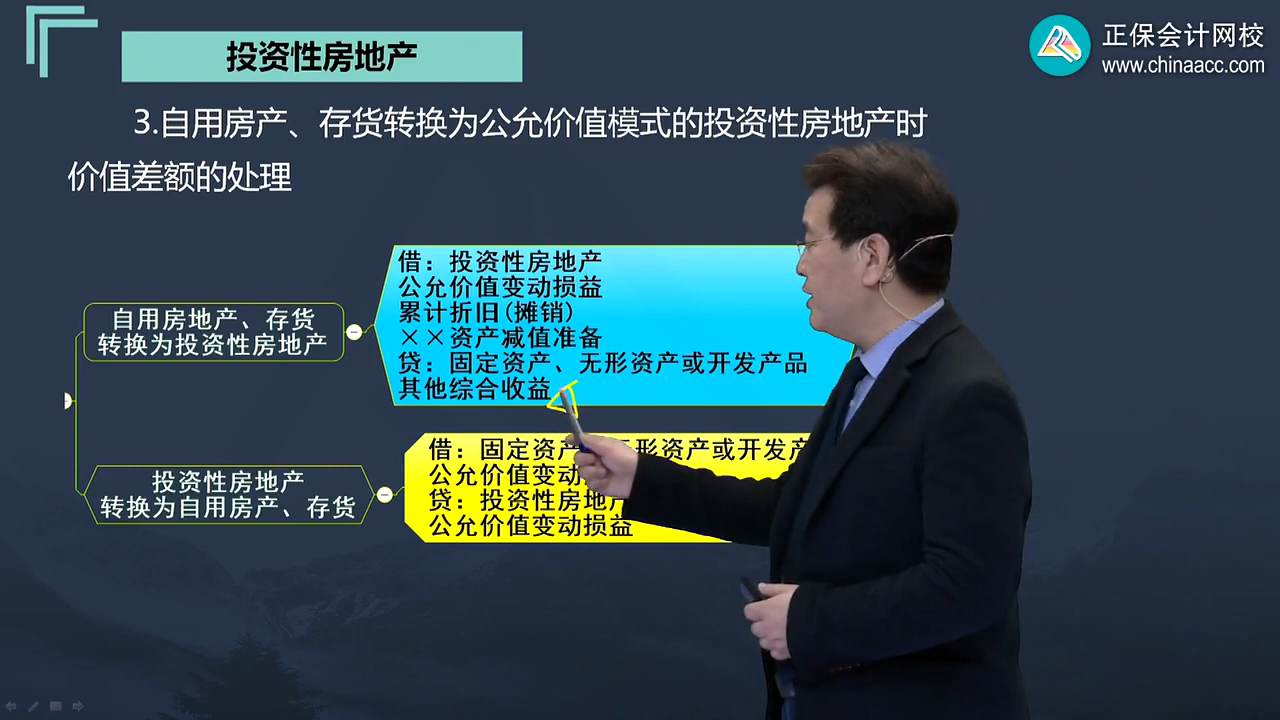 投资性房地产
正保会计网校
www.chinaacc.com
3.自用房产、存货转换为公允价值模式的投资性房地产时
价值差额的处理
自用房地产、存货
转换为投资性房地产
借：投资性房地产
公允价值变动损益
累计折旧(摊销)
××资产减值准备
贷：固定资产、无形资产或开发产品
其他综合收益
投资性房地产
转换为自用房产、存货
借：固定资产 形资产或开发产
公允价值变动
贷：投资性房地产
公允价值变动损益